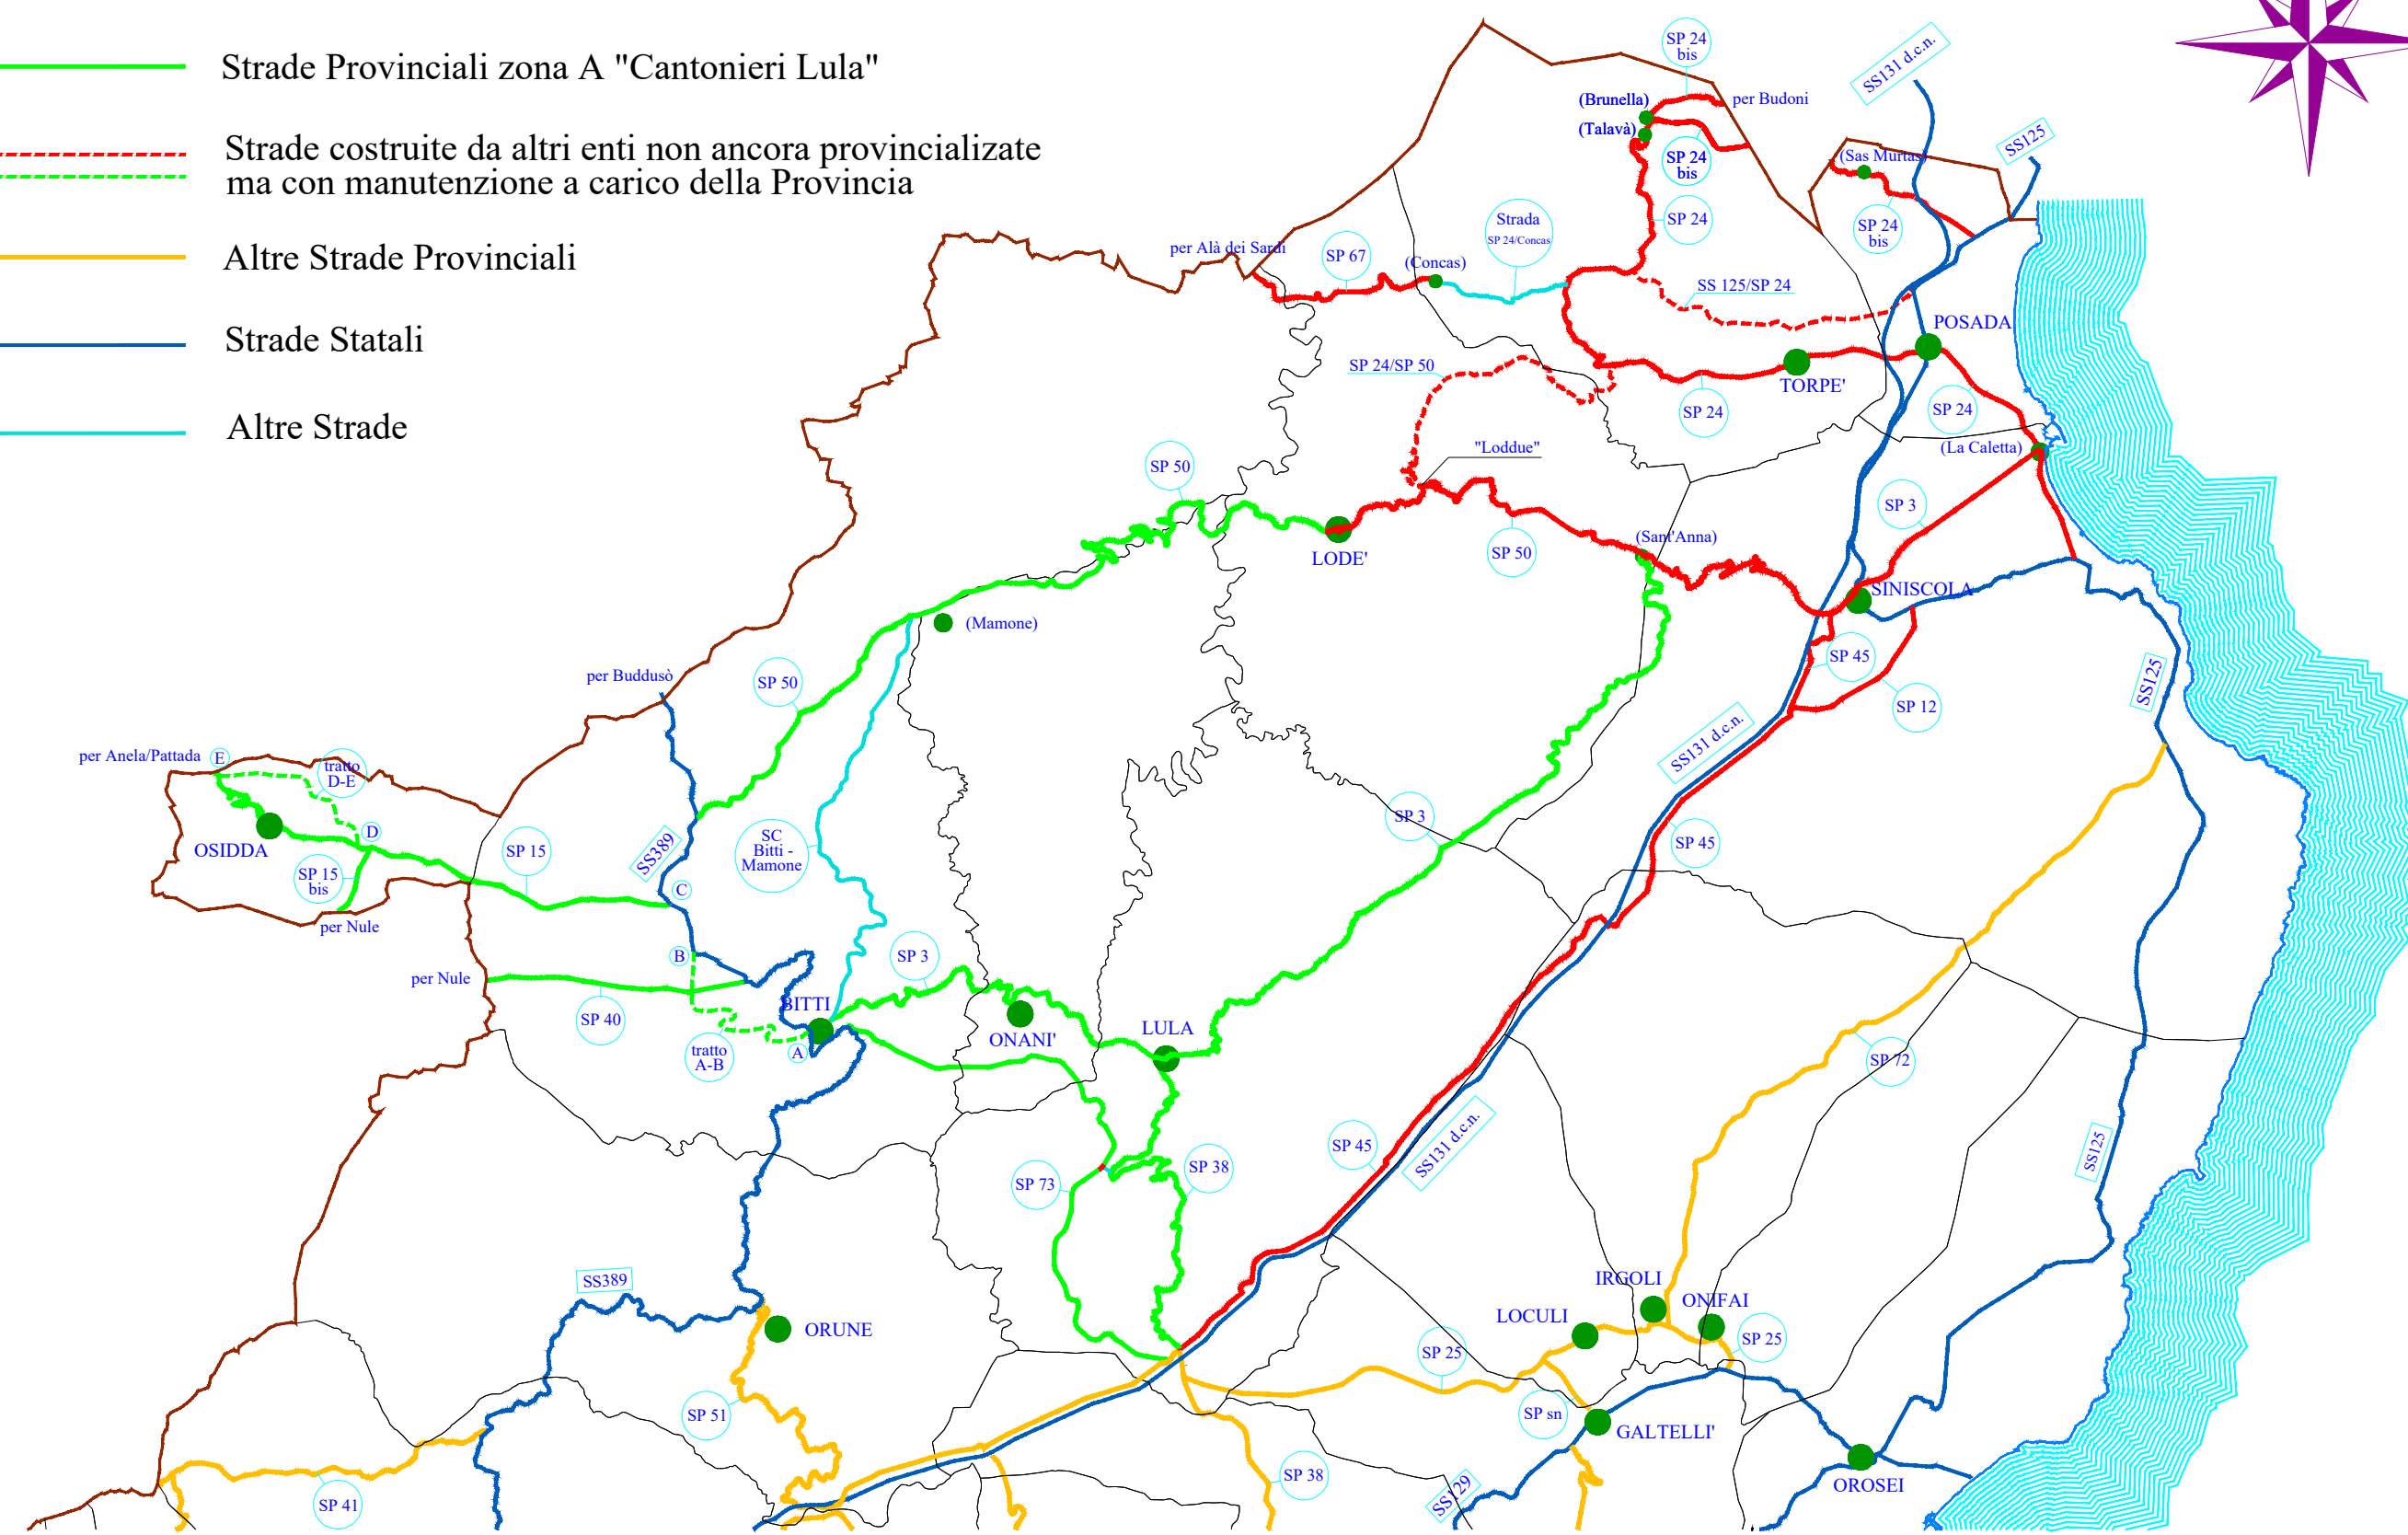 Strade Provinciali zona A "Cantonieri Lula"
Strade costruite da altri enti non ancora provincializate
ma con manutenzione a carico della Provincia
Altre Strade Provinciali
Strade Statali
Altre Strade
SP 24
bis
SS131 d.c.n.
(Brunella)
per Budoni
(Talavà)
SS125
SP 24
bis
(Sas Murtas)
Strada
SP 24/Concas
SP 24
SP 24
bis
per Alà dei Sardi
SP 67
(Concas)
SS 125/SP 24
POSADA
SP 24/SP 50
TORPE'
SP 24
SP 24
"Loddue"
(La Caletta)
SP 50
SP 3
LODE'
SP 50
(Sant'Anna)
SINISCOLA
(Mamone)
SP 45
per Buddusò
SP 50
SS125
SP 12
SS131 d.c.n.
per Anela/Pattada
E
tratto
D-E
SP 3
D
OSIDDA
SP 15
SS389
SC
Bitti -
Mamone
SP 45
SP 15
bis
C
per Nule
B
SP 3
per Nule
BITTI
SP 40
ONANI'
LULA
tratto
A-B
A
SP 72
SP 45
SS131 d.c.n.
SS125
SP 73
SP 38
SS389
IRGOLI
ONIFAI
LOCULI
ORUNE
SP 25
SP 25
SP 51
SP sn
GALTELLI'
SP 38
SS129
OROSEI
SP 41